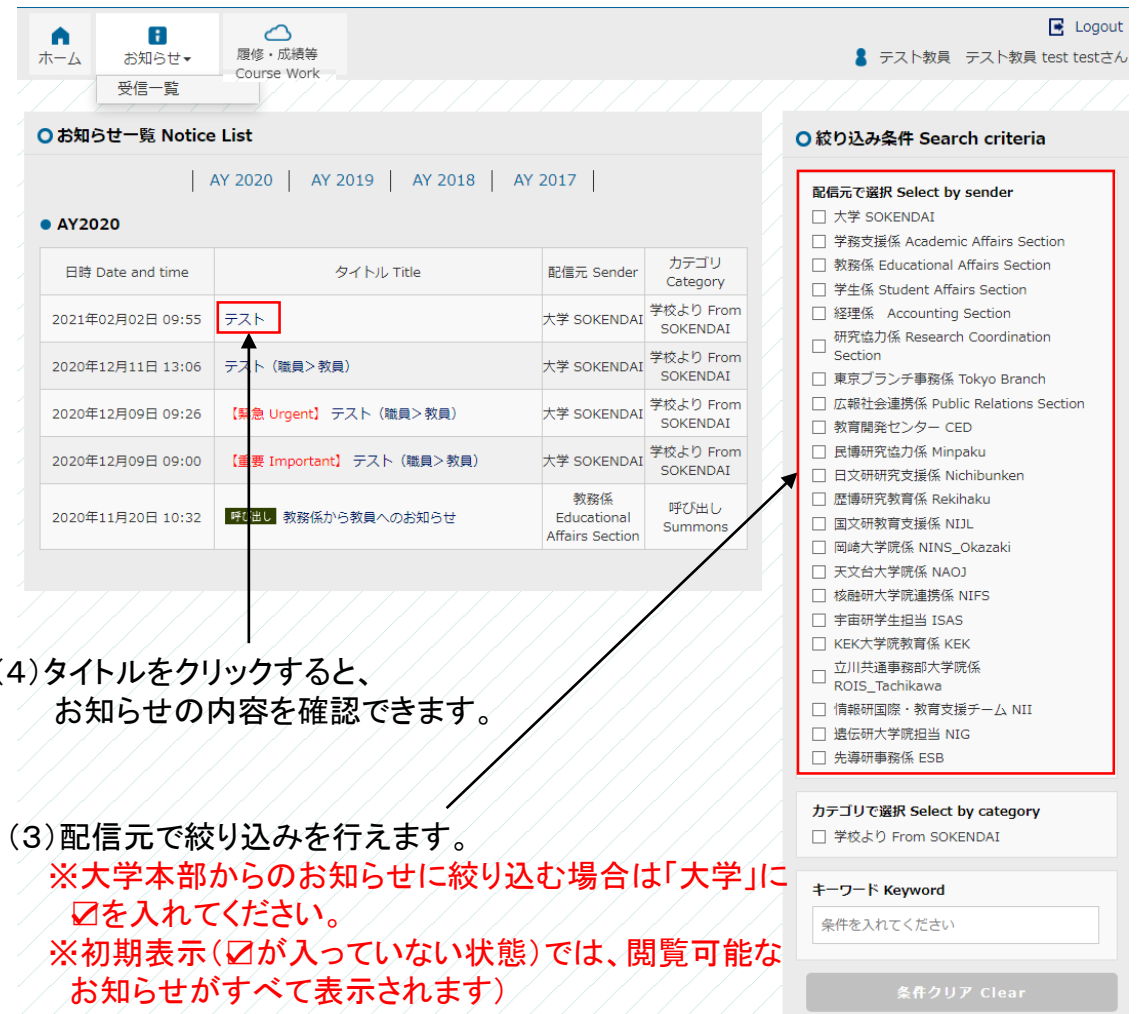 ホーム
お知らせ▾
履修・成績等
Course Work
受信一覧
Logout
テスト教員 テスト教員 test testさん
お知らせ一覧 Notice List
AY 2020 | AY 2019 | AY 2018 | AY 2017
AY2020
日時 Date and time タイトル Title 配信元 Sender カテゴリ Category
2021年02月02日 09:55 テスト 大学 SOKENDAI 学校より From SOKENDAI
2020年12月11日 13:06 テスト（職員＞教員） 大学 SOKENDAI 学校より From SOKENDAI
2020年12月09日 09:26 【緊急 Urgent】 テスト（職員＞教員） 大学 SOKENDAI 学校より From SOKENDAI
2020年12月09日 09:00 【重要 Important】 テスト（職員＞教員） 大学 SOKENDAI 学校より From SOKENDAI
2020年11月20日 10:32 呼び出し 教務係から教員へのお知らせ 教務係 Educational Affairs Section 呼び出し Summons
(4)タイトルをクリックすると、
お知らせの内容を確認できます。
(3)配信元で絞り込みを行えます。
※大学本部からのお知らせに絞り込む場合は「大学」に
☑を入れてください。
※初期表示(☑が入っていない状態)では、閲覧可能な
お知らせがすべて表示されます)
絞り込み条件 Search criteria
配信元で選択 Select by sender
大学 SOKENDAI
学務支援係 Academic Affairs Section
教務係 Educational Affairs Section
学生係 Student Affairs Section
経理係 Accounting Section
研究協力係 Research Coordination
Section
東京ブランチ事務係 Tokyo Branch
広報社会連携係 Public Relations Section
教育開発センター CED
民博研究協力係 Minpaku
日文研研究支援係 Nichibunken
歴博研究教育係 Rekihaku
国文研教育支援係 NIJL
岡崎大学院係 NINS_Okazaki
天文台大学院係 NAOJ
核融研大学院連携係 NIFS
宇宙研学生担当 ISAS
KEK大学院教育係 KEK
立川共通事務部大学院係
ROIS_Tachikawa
情報研国際・教育支援チーム NII
遺伝研大学院担当 NIG
先導研事務係 ESB
カテゴリで選択 Select by category
学校より From SOKENDAI
キーワード Keyword
条件を入れてください
条件クリア Clear